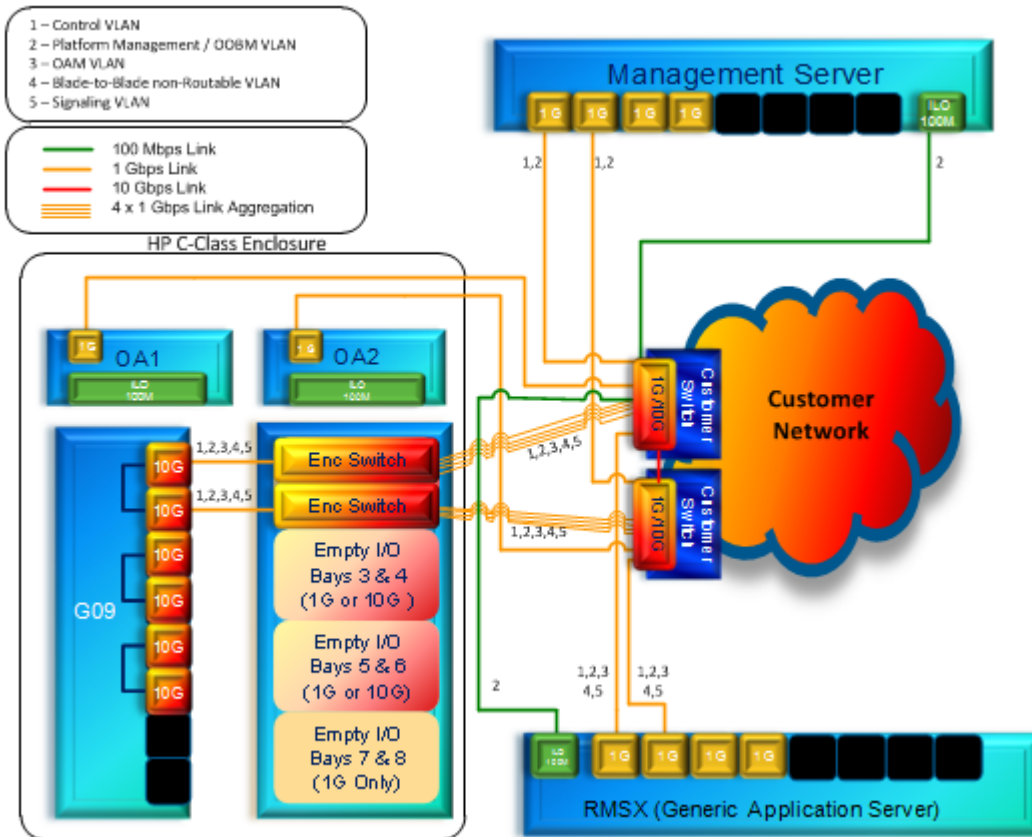 1 – Control VLAN
2 – Platform Management / OOBM VLAN
3 – OAM VLAN
4 – Blade-to-Blade non-Routable VLAN
5 – Signaling VLAN
100 Mbps Link
1 Gbps Link
10 Gbps Link
4 x 1 Gbps Link Aggregation
HP C-Class Enclosure
Management Server
1G
1G
1G
1G
ILO
100M
1,2
1,2
2
1G
OA1
ILO
100M
1G
OA2
ILO
100M
G09
10G
10G
10G
10G
10G
10G
1,2,3,4,5
1,2,3,4,5
Enc Switch
Enc Switch
Empty I/O
Bays 3 & 4
(1G or 10G )
Empty I/O
Bays 5 & 6
(1G or 10G)
Empty I/O
Bays 7 & 8
(1G Only)
1,2,3,4,5
1,2,3,4,5
1G/10G
Customer
Switch
1G/10G
Customer
Switch
Customer
Network
2
1,2,3
4,5
1,2,3
4,5
ILO
100M
1G
1G
1G
1G
RMSX (Generic Application Server)